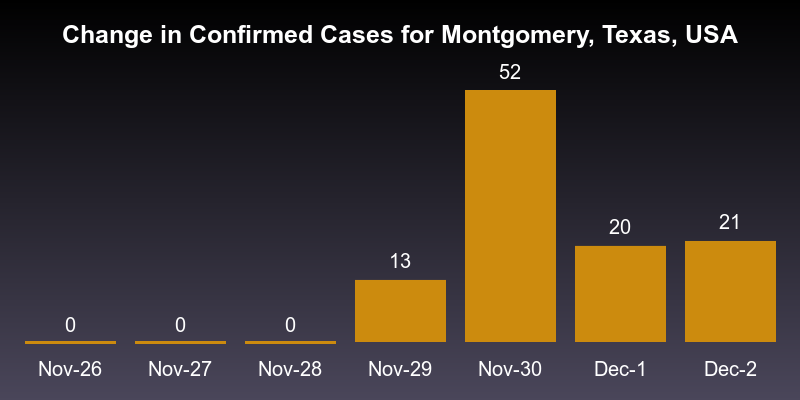 Change in Confirmed Cases for Montgomery, Texas, USA
52
21
20
13
0 0 0
Nov-26 Nov-27 Nov-28 Nov-29 Nov-30 Dec-1 Dec-2